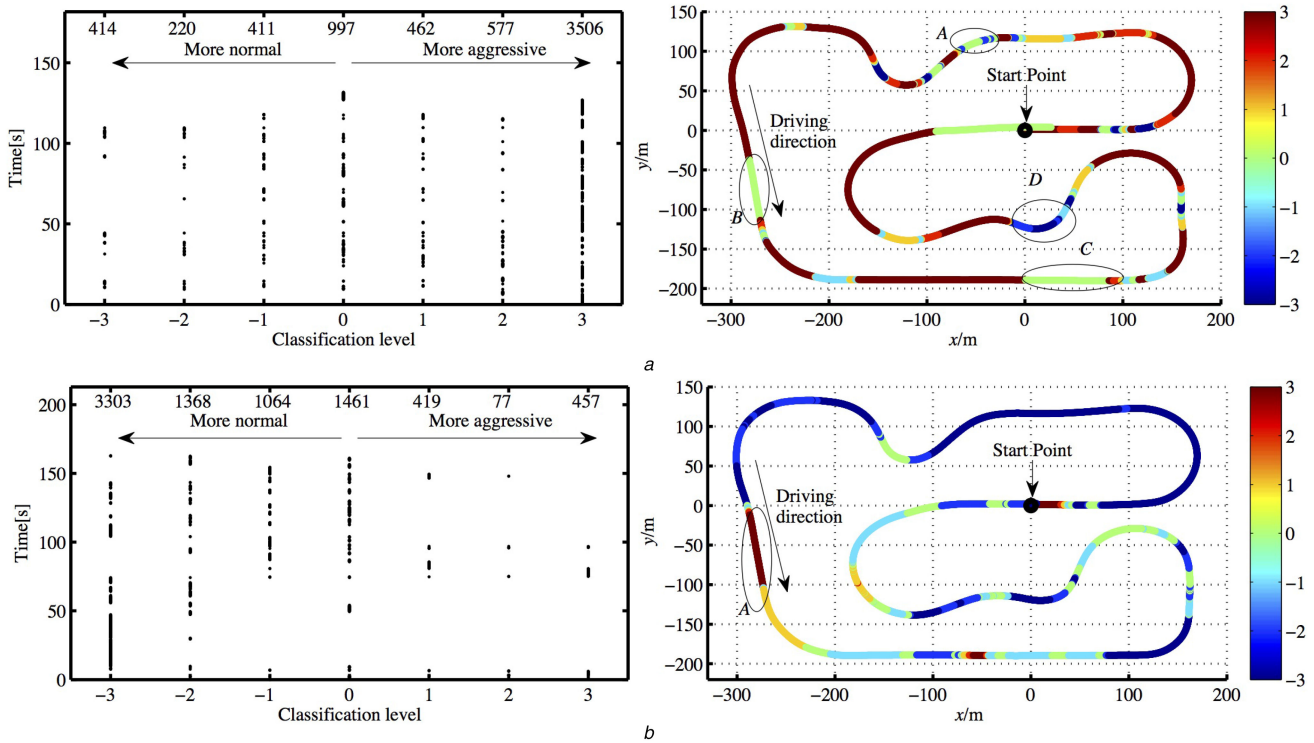 414 220 411 997 462 577 3506
More normal More aggressive
150
100
50
0
Time[s]
−3 −2 −1 0 1 2 3
Classification level
150
100
50
0
−50
−100
−150
−200
y/m
A
Start Point
Driving
direction
D
B
C
−300 −200 −100 0 100 200
x/m
3
2
1
0
−1
−2
−3
a
3303 1368 1064 1461 419 77 457
More normal More aggressive
200
150
100
50
0
Time[s]
−3 −2 −1 0 1 2 3
Classification level
150
100
50
0
−50
−100
−150
−200
y/m
Start Point
Driving
direction
A
−300 −200 −100 0 100 200
x/m
3
2
1
0
−1
−2
−3
b